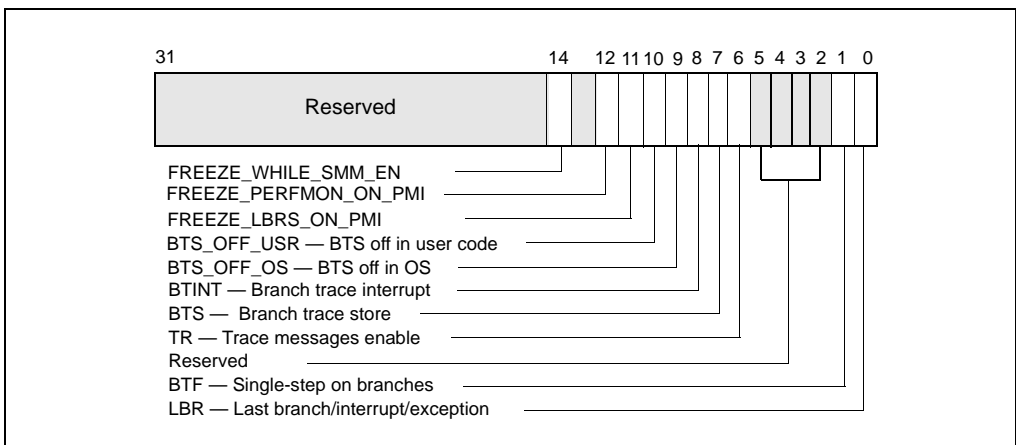 31 14 12 11 10 9 8 7 6 5 4 3 2 1 0
Reserved
FREEZE_WHILE_SMM_EN
FREEZE_PERFMON_ON_PMI
FREEZE_LBRS_ON_PMI
BTS_OFF_USR — BTS off in user code
BTS_OFF_OS — BTS off in OS
BTINT — Branch trace interrupt
BTS — Branch trace store
TR — Trace messages enable
Reserved
BTF — Single-step on branches
LBR — Last branch/interrupt/exception